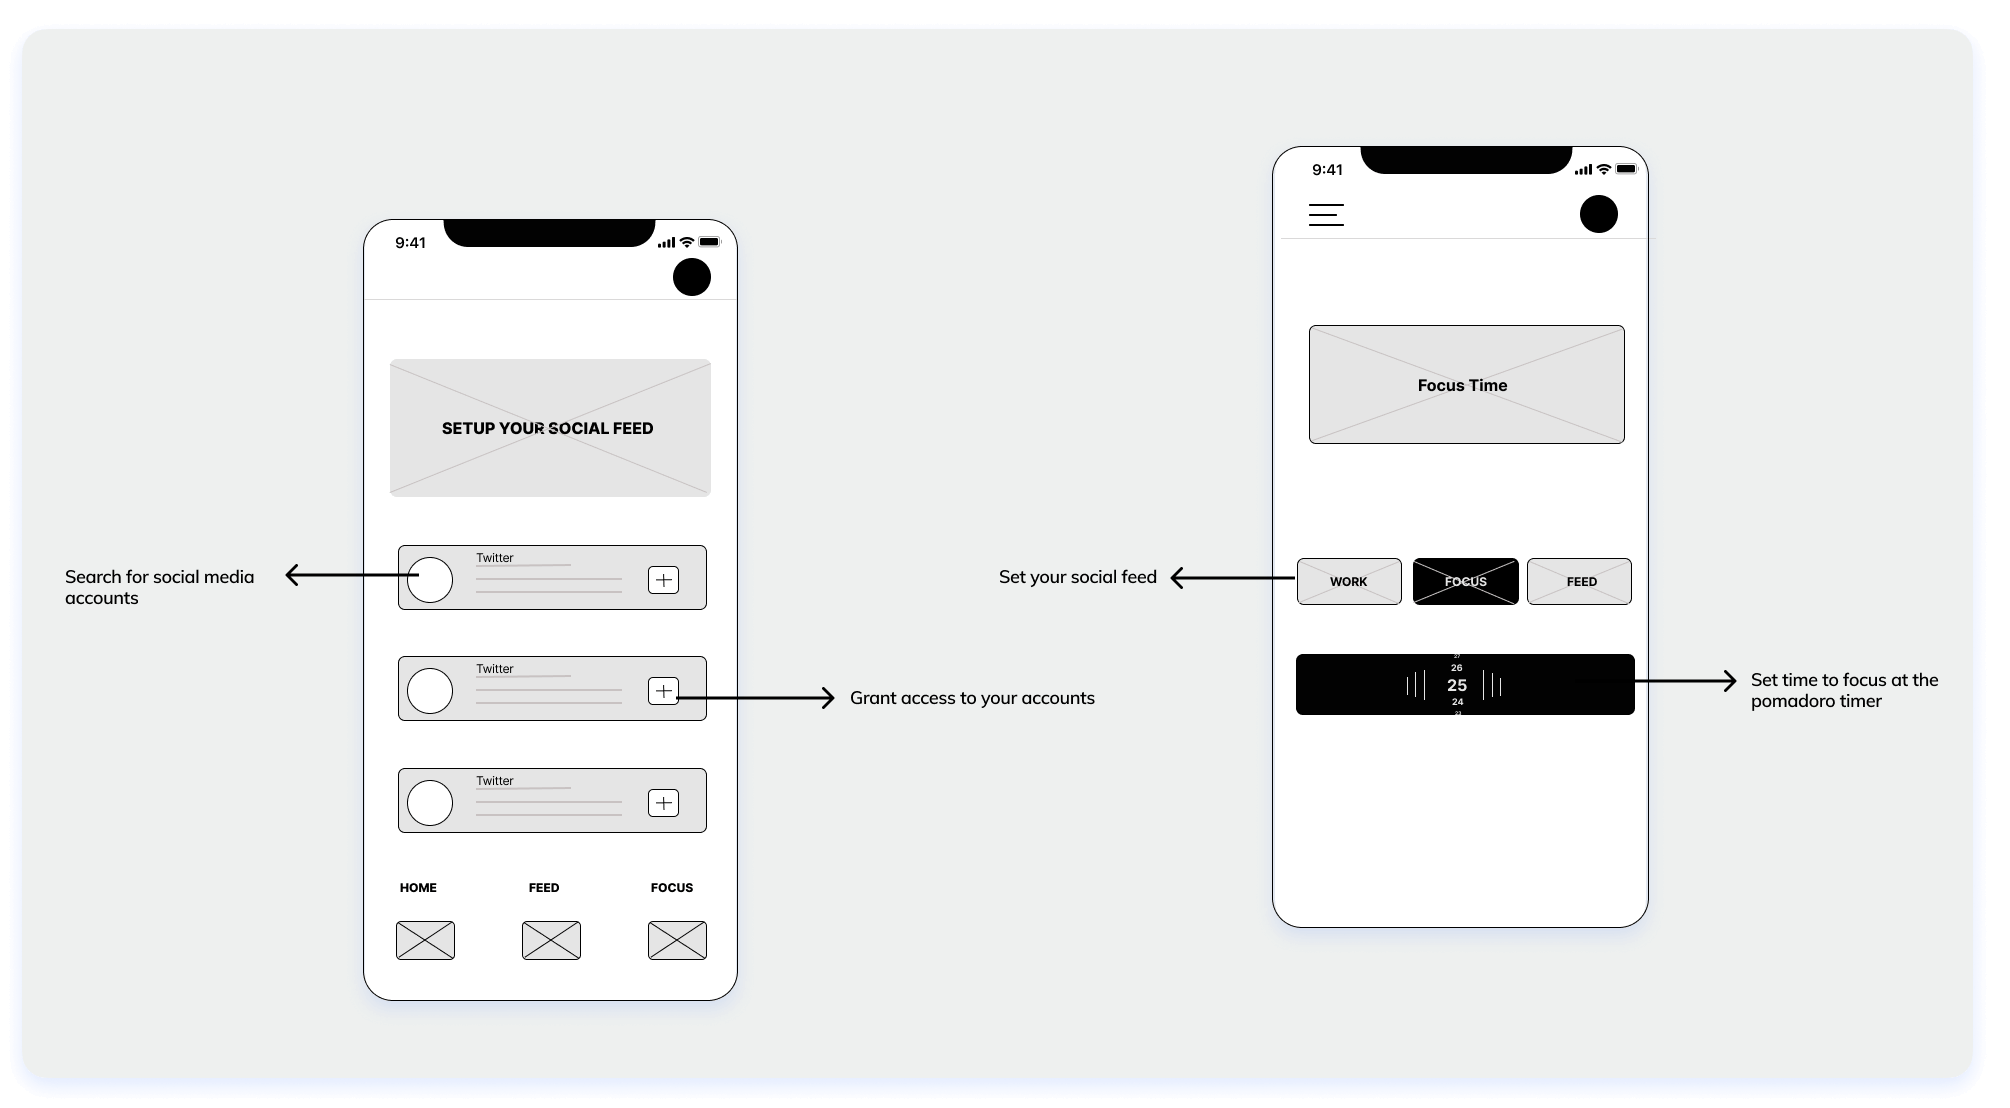 9:41
SETUP YOUR SOCIAL FEED
Search for social media
accounts
Twitter
Twitter
Grant access to your accounts
Twitter
HOME FEED FOCUS
9:41
Focus Time
Set your social feed
WORK FOCUS FEED
27
26
25
24
23
Set time to focus at the
pomadoro timer